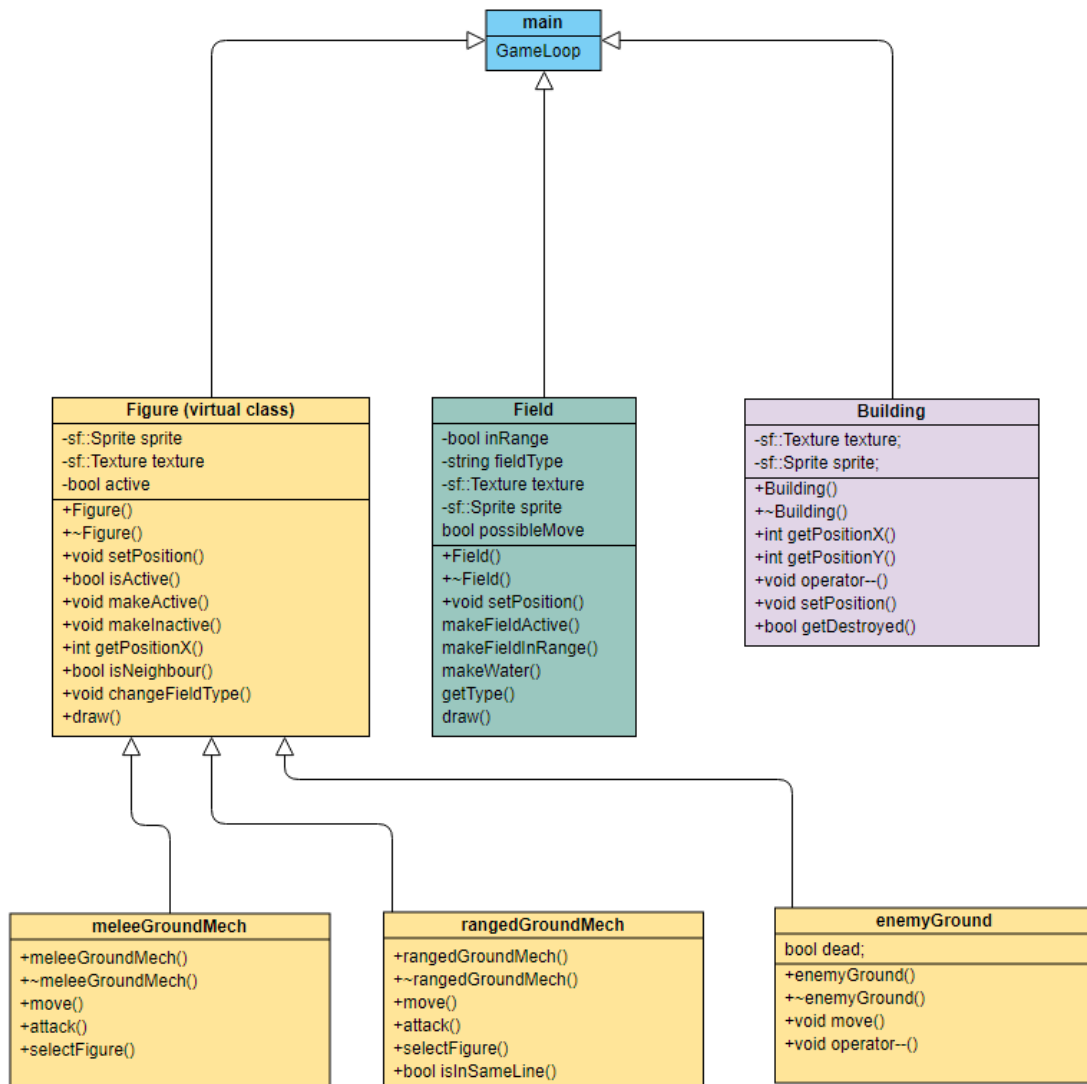 main
GameLoop
Figure (virtual class)
-sf::Sprite sprite
-sf::Texture texture
-bool active
+Figure()
+~Figure()
+void setPosition()
+bool isActive()
+void makeActive()
+void makeInactive()
+int getPositionX()
+bool isNeighbour()
+void changeFieldType()
+draw()
Field
-bool inRange
-string fieldType
-sf::Texture texture
-sf::Sprite sprite
bool possibleMove
+Field()
+~Field()
+void setPosition()
makeFieldActive()
makeFieldInRange()
makeWater()
getType()
draw()
Building
-sf::Texture texture;
-sf::Sprite sprite;
+Building()
+~Building()
+int getPositionX()
+int getPositionY()
+void operator--()
+void setPosition()
+bool getDestroyed()
meleeGroundMech
+meleeGroundMech()
+~meleeGroundMech()
+move()
+attack()
+selectFigure()
rangedGroundMech
+rangedGroundMech()
+~rangedGroundMech()
+move()
+attack()
+selectFigure()
+bool isInSameLine()
enemyGround
bool dead;
+enemyGround()
+~enemyGround()
+void move()
+void operator--()